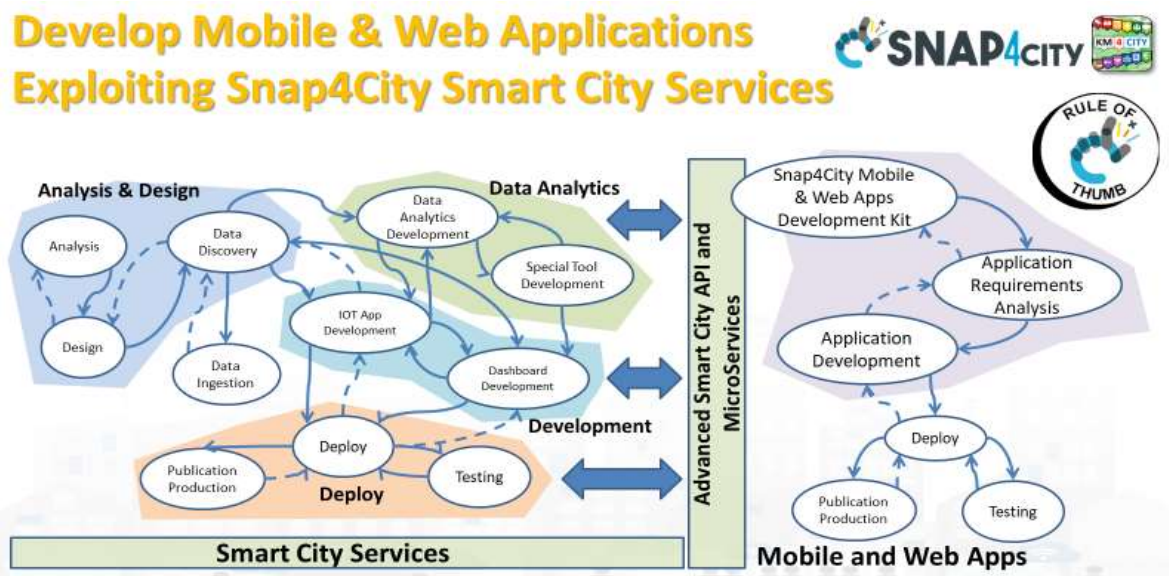 Develop Mobile & Web Applications
Exploiting Snap4City Smart City Services
SNAP4CITY
KM4CITY
RULE OF
THUMB
Analysis & Design
Analysis
Data
Discovery
Design
Data
Ingestion
Data Analytics
Data
Analytics
Development
Special Tool
Development
IOT App
Development
Dashboard
Development
Development
Deploy
Publication
Production
Testing
Deploy
Smart City Services
Advanced Smart City API and
MicroServices
Snap4City Mobile
& Web Apps
Development Kit
Application
Requirements
Analysis
Application
Development
Deploy
Publication
Production
Testing
Mobile and Web Apps